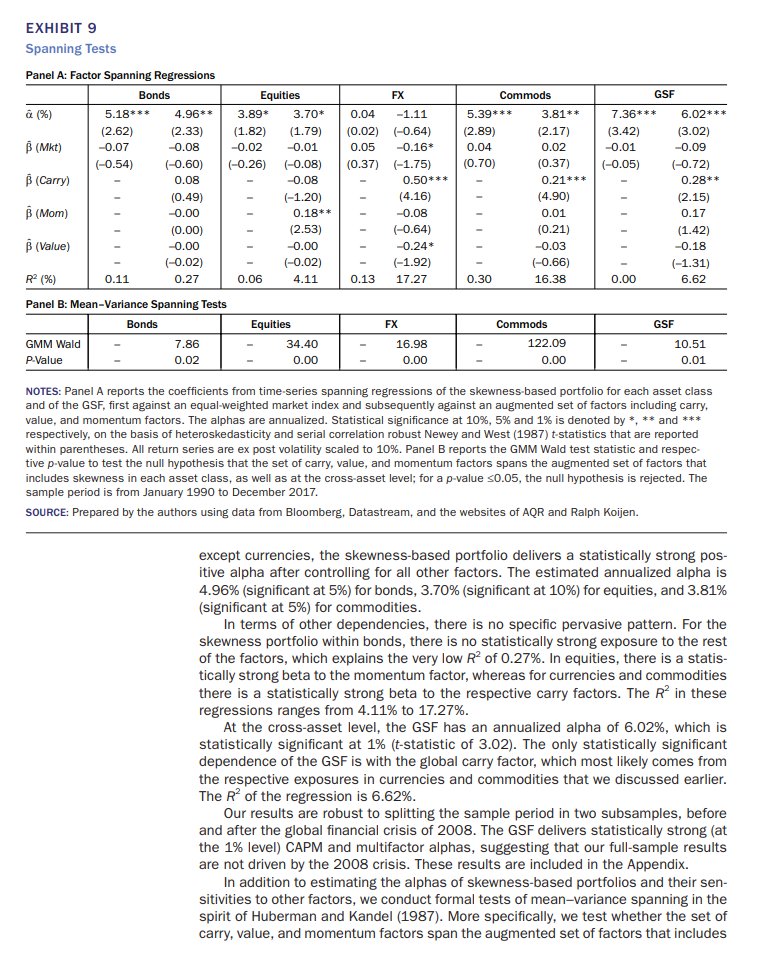 EXHIBIT 9
Spanning Tests
Panel A: Factor Spanning Regressions
Bonds Equities FX Commods GSF
α̂ (%) 5.18*** 4.96** 3.89* 3.70* 0.04 –1.11 5.39*** 3.81** 7.36*** 6.02***
(2.62) (2.33) (1.82) (1.79) (0.02) (–0.64) (2.89) (2.17) (3.42) (3.02)
β̂ (Mkt) –0.07 –0.08 –0.02 –0.01 0.05 –0.16* 0.04 0.02 –0.01 –0.09
(–0.54) (–0.60) (–0.26) (–0.08) (0.37) (–1.75) (0.70) (0.37) (–0.05) (–0.72)
β̂ (Carry) – 0.08 – –0.08 – 0.50*** – 0.21*** – 0.28**
– (0.49) – (–1.20) – (4.16) – (4.90) – (2.15)
β̂ (Mom) – –0.00 – 0.18** – –0.08 – 0.01 – 0.17
– (0.00) – (2.53) – (–0.64) – (0.21) – (1.42)
β̂ (Value) – –0.00 – –0.00 – –0.24* – –0.03 – –0.18
– (–0.02) – (–0.02) – (–1.92) – (–0.66) – (–1.31)
R² (%) 0.11 0.27 0.06 4.11 0.13 17.27 0.30 16.38 0.00 6.62
Panel B: Mean–Variance Spanning Tests
Bonds Equities FX Commods GSF
GMM Wald – 7.86 – 34.40 – 16.98 – 122.09 – 10.51
P-Value – 0.02 – 0.00 – 0.00 – 0.00 – 0.01
NOTES: Panel A reports the coefficients from time-series spanning regressions of the skewness-based portfolio for each asset class
and of the GSF, first against an equal-weighted market index and subsequently against an augmented set of factors including carry,
value, and momentum factors. The alphas are annualized. Statistical significance at 10%, 5% and 1% is denoted by *, ** and ***
respectively, on the basis of heteroskedasticity and serial correlation robust Newey and West (1987) t-statistics that are reported
within parentheses. All return series are ex post volatility scaled to 10%. Panel B reports the GMM Wald test statistic and respec-
tive p-value to test the null hypothesis that the set of carry, value, and momentum factors spans the augmented set of factors that
includes skewness in each asset class, as well as at the cross-asset level; for a p-value ≤0.05, the null hypothesis is rejected. The
sample period is from January 1990 to December 2017.
SOURCE: Prepared by the authors using data from Bloomberg, Datastream, and the websites of AQR and Ralph Koijen.
except currencies, the skewness-based portfolio delivers a statistically strong pos-
itive alpha after controlling for all other factors. The estimated annualized alpha is
4.96% (significant at 5%) for bonds, 3.70% (significant at 10%) for equities, and 3.81%
(significant at 5%) for commodities.
In terms of other dependencies, there is no specific pervasive pattern. For the
skewness portfolio within bonds, there is no statistically strong exposure to the rest
of the factors, which explains the very low R² of 0.27%. In equities, there is a statis-
tically strong beta to the momentum factor, whereas for currencies and commodities
there is a statistically strong beta to the respective carry factors. The R² in these
regressions ranges from 4.11% to 17.27%.
At the cross-asset level, the GSF has an annualized alpha of 6.02%, which is
statistically significant at 1% (t-statistic of 3.02). The only statistically significant
dependence of the GSF is with the global carry factor, which most likely comes from
the respective exposures in currencies and commodities that we discussed earlier.
The R² of the regression is 6.62%.
Our results are robust to splitting the sample period in two subsamples, before
and after the global financial crisis of 2008. The GSF delivers statistically strong (at
the 1% level) CAPM and multifactor alphas, suggesting that our full-sample results
are not driven by the 2008 crisis. These results are included in the Appendix.
In addition to estimating the alphas of skewness-based portfolios and their sen-
sitivities to other factors, we conduct formal tests of mean–variance spanning in the
spirit of Huberman and Kandel (1987). More specifically, we test whether the set of
carry, value, and momentum factors span the augmented set of factors that includes